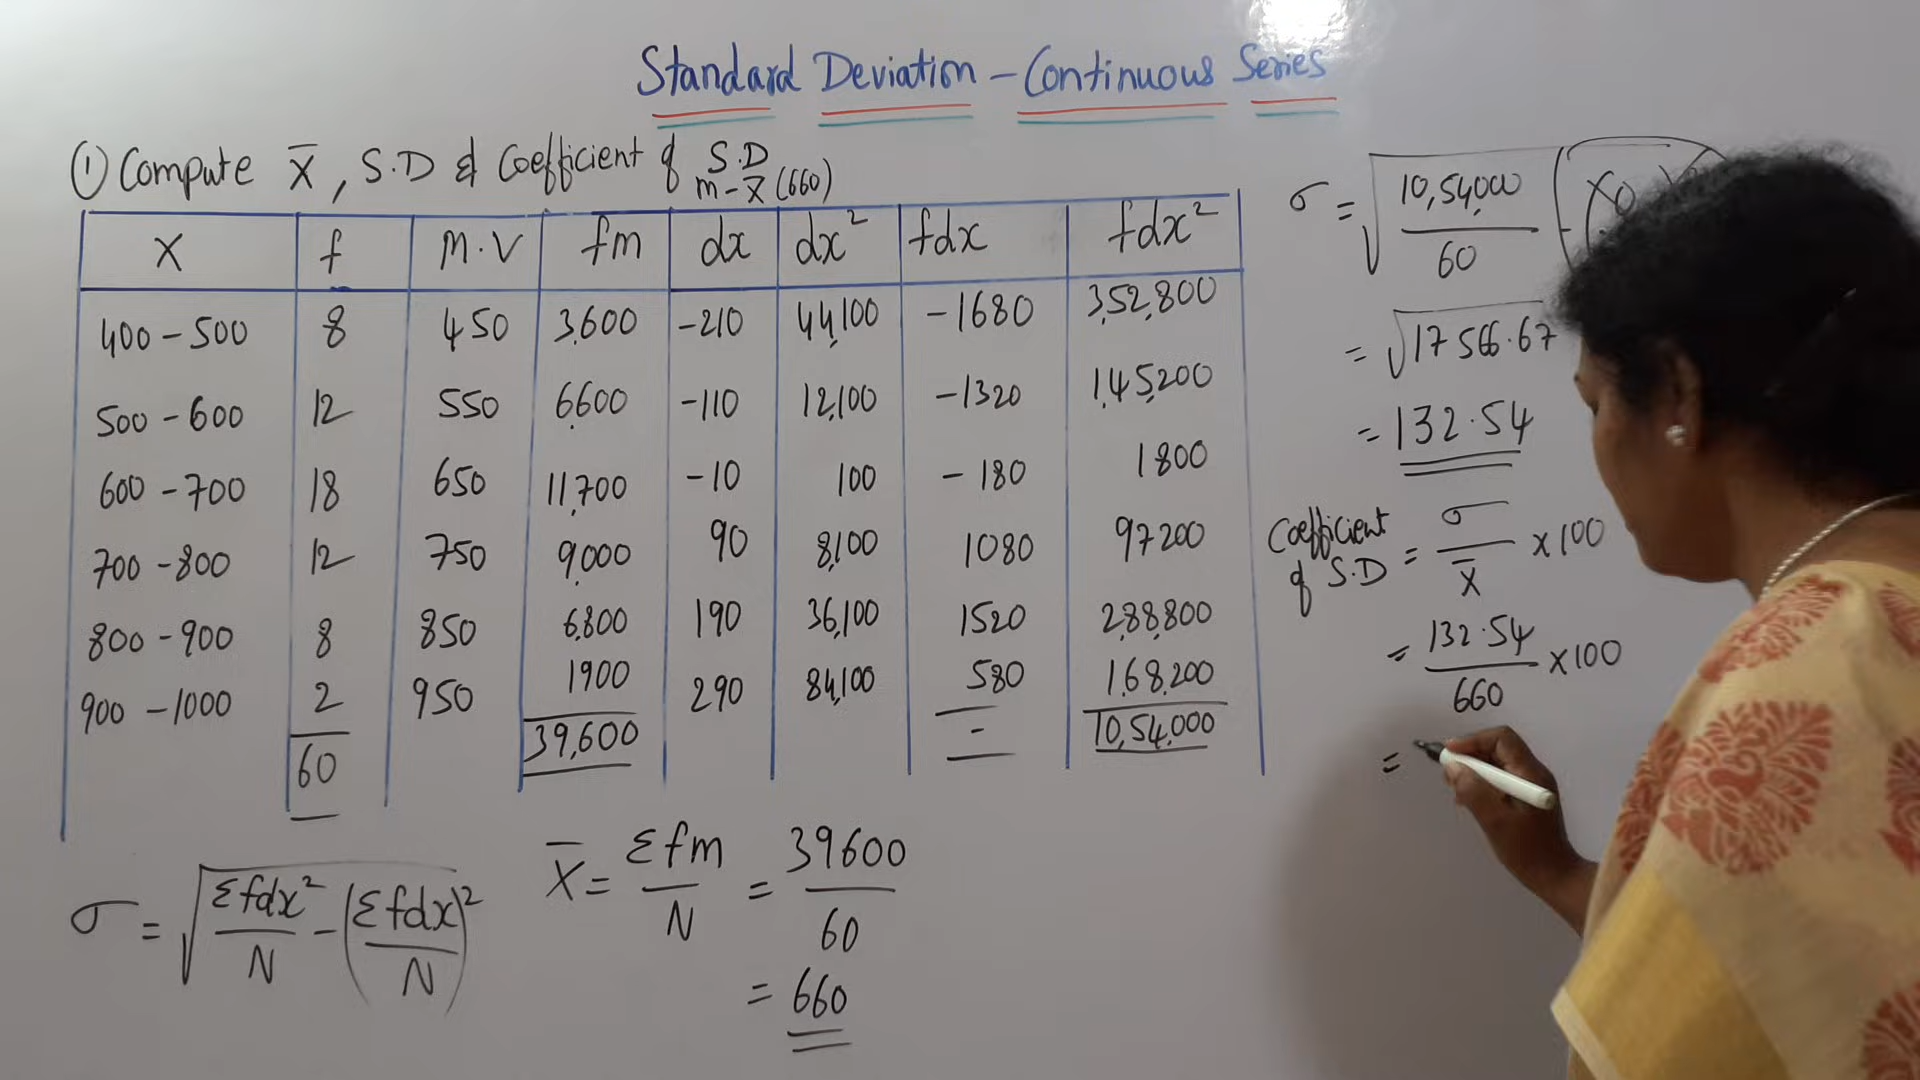 Standard Deviation – Continuous Series
① Compute X̄, S.D & Coefficient of S.D
m - x̄ (660)
X f M.V fm dx dx² fdx fdx²
400 - 500 8 450 3,600 -210 44,100 -1680 3,52,800
500 - 600 12 550 6,600 -110 12,100 -1320 1,45,200
600 - 700 18 650 11,700 -10 100 -180 1800
700 - 800 12 750 9,000 90 8,100 1080 97200
800 - 900 8 850 6,800 190 36,100 1520 2,88,800
900 - 1000 2 950 1900 290 84,100 580 1,68,200
60 39,600 - 10,54,000
σ = √(Σfdx²/N - (Σfdx/N)²)
X̄ = Σfm/N = 39600/60
= 660
σ = √(10,54,000/60 -
= √17566.67
= 132.54
Coefficient of S.D = σ/X̄ × 100
= 132.54/660 × 100
=